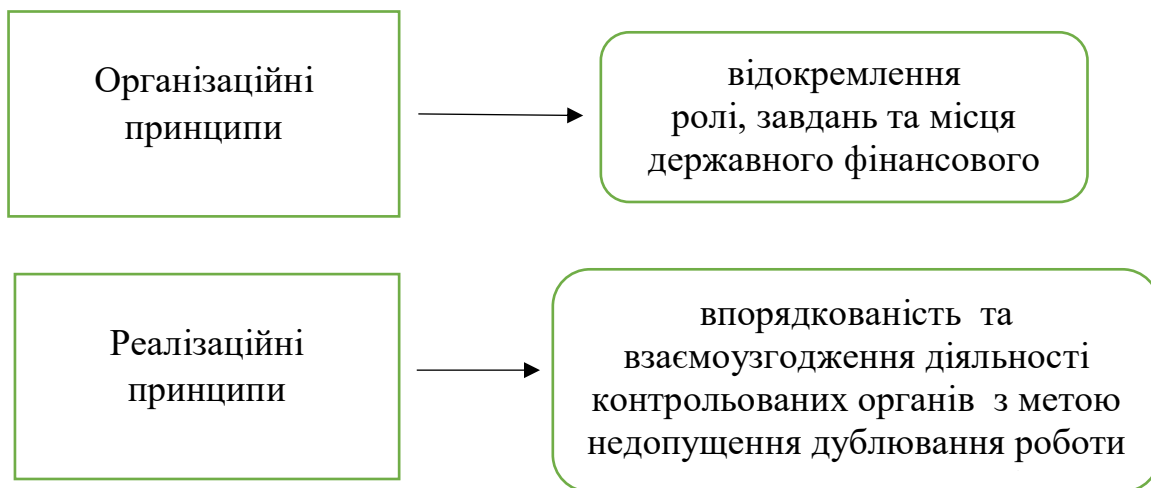 Організаційні
принципи
відокремлення
ролі, завдань та місця
державного фінансового
Реалізаційні
принципи
впорядкованість та
взаємоузгодження діяльності
контрольованих органів з метою
недопущення дублювання роботи